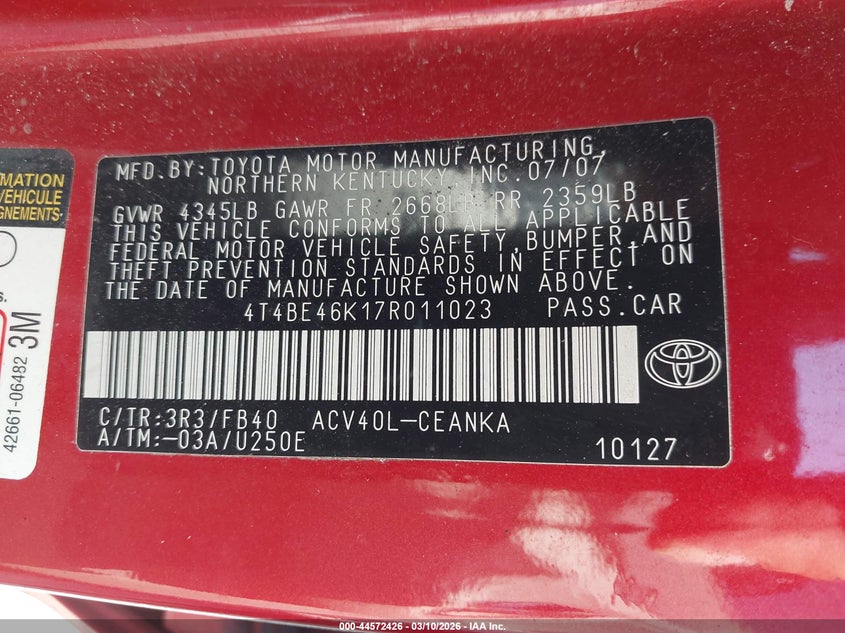 MFD.BY:TOYOTA MOTOR MANUFACTURING,
NORTHERN KENTUCKY INC.07/07
GVWR 4345LB GAWR FR 2668LB RR 2359LB
THIS VEHICLE CONFORMS TO ALL APPLICABLE
FEDERAL MOTOR VEHICLE SAFETY,BUMPER,AND
THEFT PREVENTION STANDARDS IN EFFECT ON
THE DATE OF MANUFACTURE SHOWN ABOVE.
4T4BE46K17R011023 PASS.CAR
C/TR:3R3/FB40 ACV40L-CEANKA
A/TM:-03A/U250E
10127
VEHICULE
42661-06482 3M
000-44572426 | 03/10/2026 | IAA Inc.